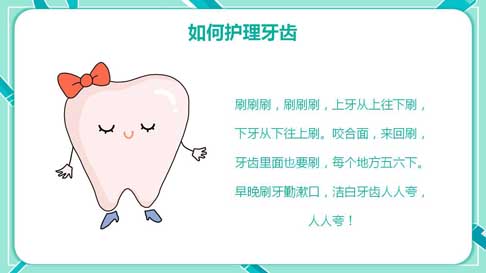 如何护理牙齿
刷刷刷，刷刷刷，上牙从上往下刷，
下牙从下往上刷。咬合面，来回刷，
牙齿里面也要刷，每个地方五六下。
早晚刷牙勤漱口，洁白牙齿人人夸，
人人夸！